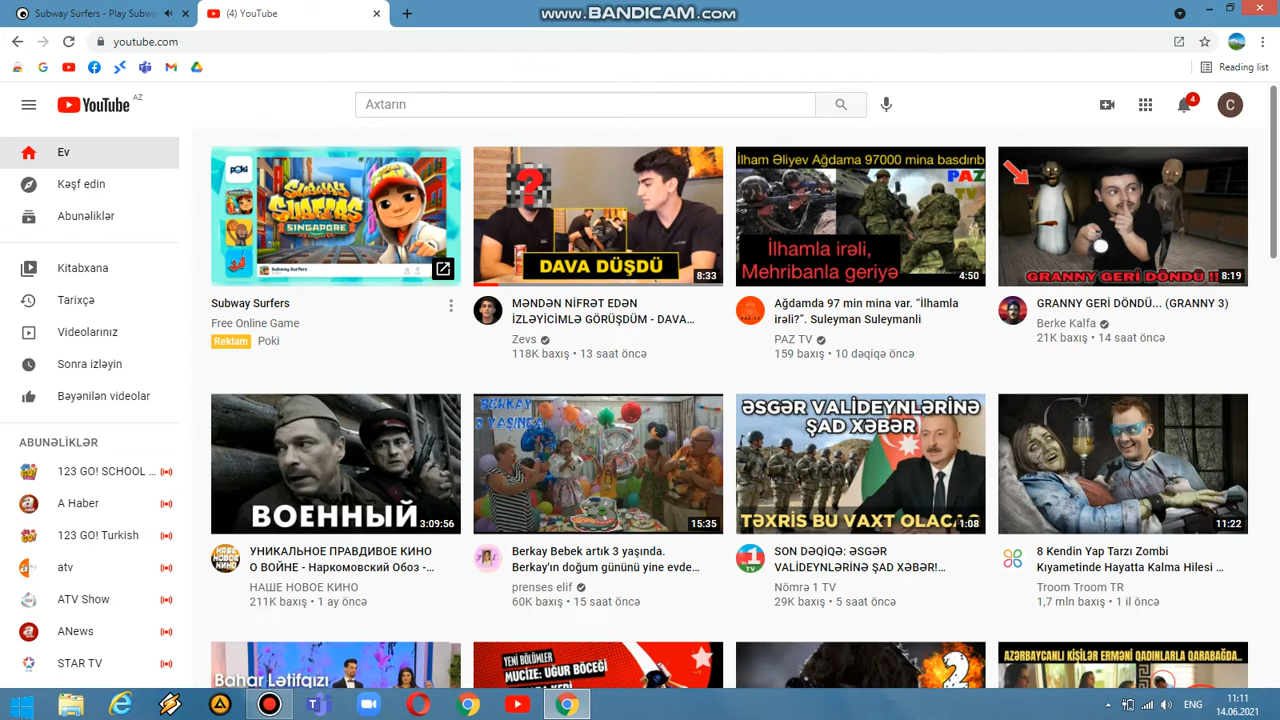 Subway Surfers - Play Subwa
(4) YouTube
WWW.BANDICAM.COM
youtube.com
Reading list
YouTube AZ
Axtarın
4
C
Ev
Kəşf edin
Abunəliklər
Kitabxana
Tarixçə
Videolarınız
Sonra izləyin
Bəyənilən videolar
ABUNƏLİKLƏR
123 GO! SCHOOL ...
A Haber
123 GO! Turkish
atv
ATV Show
ANews
STAR TV
POKI
SUBWAY
SURFERS
SINGAPORE
Subway Surfers
Subway Surfers
Free Online Game
Reklam Poki
?
DAVA DÜŞDÜ
8:33
MƏNDƏN NİFRƏT EDƏN
İZLƏYİCİMLƏ GÖRÜŞDÜM - DAVA...
Zevs
118K baxış • 13 saat öncə
İlham Əliyev Ağdama 97000 mina basdırıb
PAZ
TV
İlhamla irəli,
Mehribanla geriyə
4:50
Ağdamda 97 min mina var. “İlhamla
irəli?”. Suleyman Suleymanli
PAZ TV
159 baxış • 10 dəqiqə öncə
GRANNY GERİ DÖNDÜ !!
8:19
GRANNY GERİ DÖNDÜ... (GRANNY 3)
Berke Kalfa
21K baxış • 14 saat öncə
ВОЕННЫЙ
3:09:56
НАШЕ
НОВОЕ
КИНО
УНИКАЛЬНОЕ ПРАВДИВОЕ КИНО
О ВОЙНЕ - Наркомовский Обоз -...
НАШЕ НОВОЕ КИНО
211K baxış • 1 ay öncə
BERKAY
3 YAŞINDA
15:35
Berkay Bebek artık 3 yaşında.
Berkay'ın doğum gününü yine evde...
prenses elif
60K baxış • 15 saat öncə
ƏSGƏR VALİDEYNLƏRİNƏ
ŞAD XƏBƏR
TƏXRİS BU VAXT OLACAQ
1:08
1
TV
SON DƏQİQƏ: ƏSGƏR
VALİDEYNLƏRİNƏ ŞAD XƏBƏR!...
Nömrə 1 TV
29K baxış • 5 saat öncə
11:22
8 Kendin Yap Tarzı Zombi
Kıyametinde Hayatta Kalma Hilesi ...
Troom Troom TR
1,7 mln baxış • 1 il öncə
Bahar Lətifqızı
YENİ BÖLÜMLER
MUCİZE: UĞUR BÖCEĞİ
2
AZƏRBAYCANLI KİŞİLƏR ERMƏNİ QADINLARLA QARABAĞDA..
ENG
11:11
14.06.2021